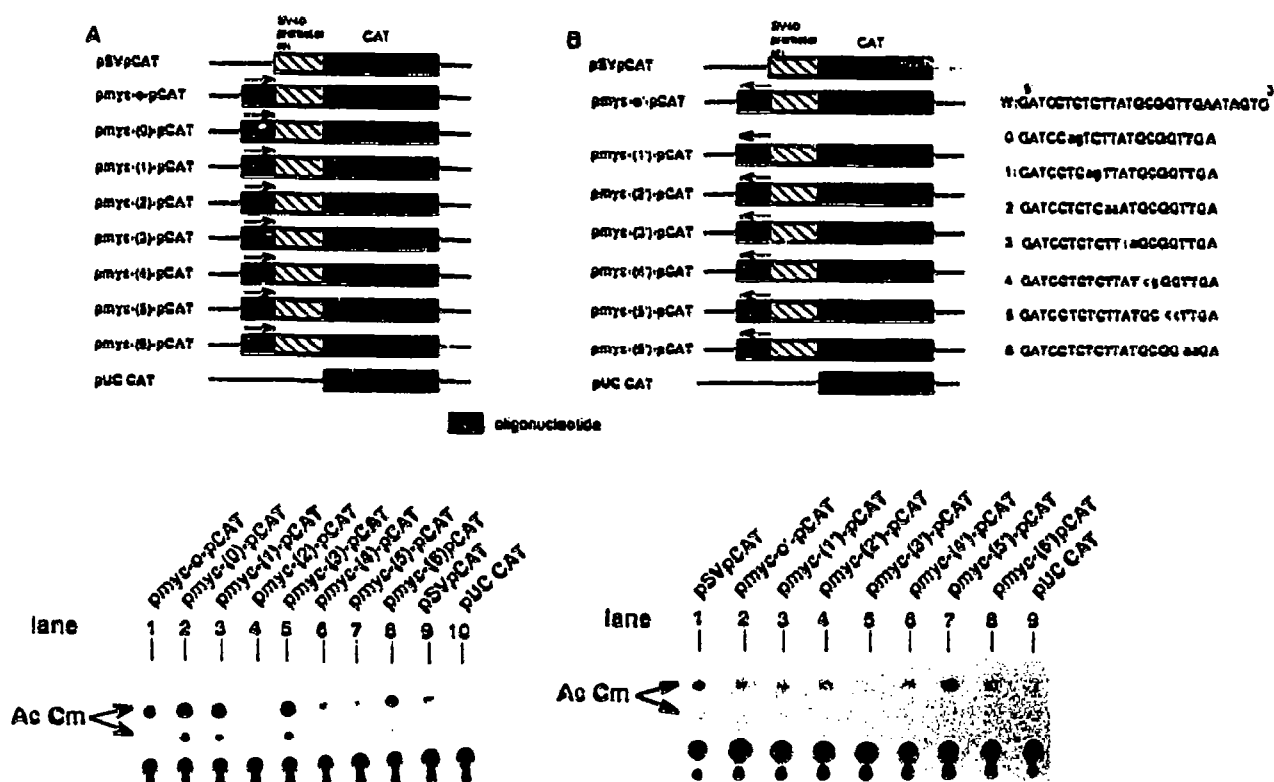 A
CAT
pSVpCAT
pmyc-o-pCAT
pmyc-(0)-pCAT
pmyc-(1)-pCAT
pmyc-(2)-pCAT
pmyc-(3)-pCAT
pmyc-(4)-pCAT
pmyc-(5)-pCAT
pmyc-(6)-pCAT
pUC CAT
B
CAT
pSVpCAT
pmyc-o'-pCAT
pmyc-(1')-pCAT
pmyc-(2')-pCAT
pmyc-(3')-pCAT
pmyc-(4')-pCAT
pmyc-(5')-pCAT
pmyc-(6')-pCAT
pUC CAT
5 3
W:GATCCTCTCTTATGCGGTTGAATAGTG
0 GATCCagTCTTATGCGGTTGA
1: GATCCTCagTTATGCGGTTGA
2 GATCCTCTCaaATGCGGTTGA
3 GATCCTCTCTT
4 GATCCTCTCTTAT cgGGTTGA
5 GATCCTCTCTTATGC ccTTGA
6 GATCCTCTCTTATGCGG aaGA
oligonucleotide
pmyc-o-pCAT
pmyc-(0)-pCAT
pmyc-(1)-pCAT
pmyc-(2)-pCAT
pmyc-(3)-pCAT
pmyc-(4)-pCAT
pmyc-(5)-pCAT
pmyc-(6)pCAT
pSVpCAT
pUC CAT
lane 1 2 3 4 5 6 7 8 9 10
Ac Cm
pSVpCAT
pmyc-o'-pCAT
pmyc-(1')-pCAT
pmyc-(2')-pCAT
pmyc-(3')-pCAT
pmyc-(4')-pCAT
pmyc-(5')-pCAT
pmyc-(6')pCAT
pUC CAT
lane 1 2 3 4 5 6 7 8 9
Ac Cm